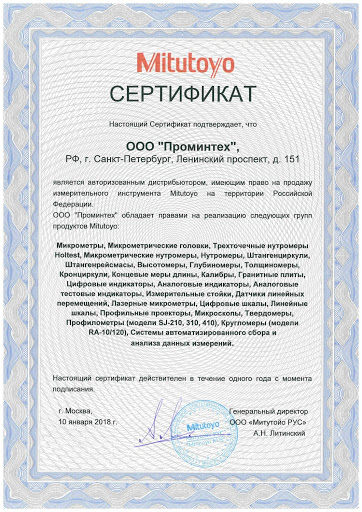 Mitutoyo
СЕРТИФИКАТ
Настоящий Сертификат подтверждает, что
ООО "Проминтех",
РФ, г. Санкт-Петербург, Ленинский проспект, д. 151
является авторизованным дистрибьютором, имеющим право на продажу
измерительного инструмента Mitutoyo на территории Российской
Федерации.
ООО "Проминтех" обладает правами на реализацию следующих групп
продуктов Mitutoyo:
Микрометры, Микрометрические головки, Трехточечные нутромеры
Holtest, Микрометрические нутромеры, Нутромеры, Штангенциркули,
Штангенрейсмасы, Высотомеры, Глубиномеры, Толщиномеры,
Кронциркули, Концевые меры длины, Калибры, Гранитные плиты,
Цифровые индикаторы, Аналоговые индикаторы, Аналоговые
тестовые индикаторы, Измерительные стойки, Датчики линейных
перемещений, Лазерные микрометры, Цифровые шкалы, Линейные
шкалы, Профильные проекторы, Микроскопы, Твердомеры,
Профилометры (модели SJ-210, 310, 410), Кругломеры (модели
RA-10/120), Системы автоматизированного сбора и
анализа данных измерений.
Настоящий сертификат действителен в течение одного года с момента
подписания.
г. Москва,
10 января 2018 г.
Mitutoyo
Генеральный директор
ООО «Митутойо РУС»
А.Н. Литинский